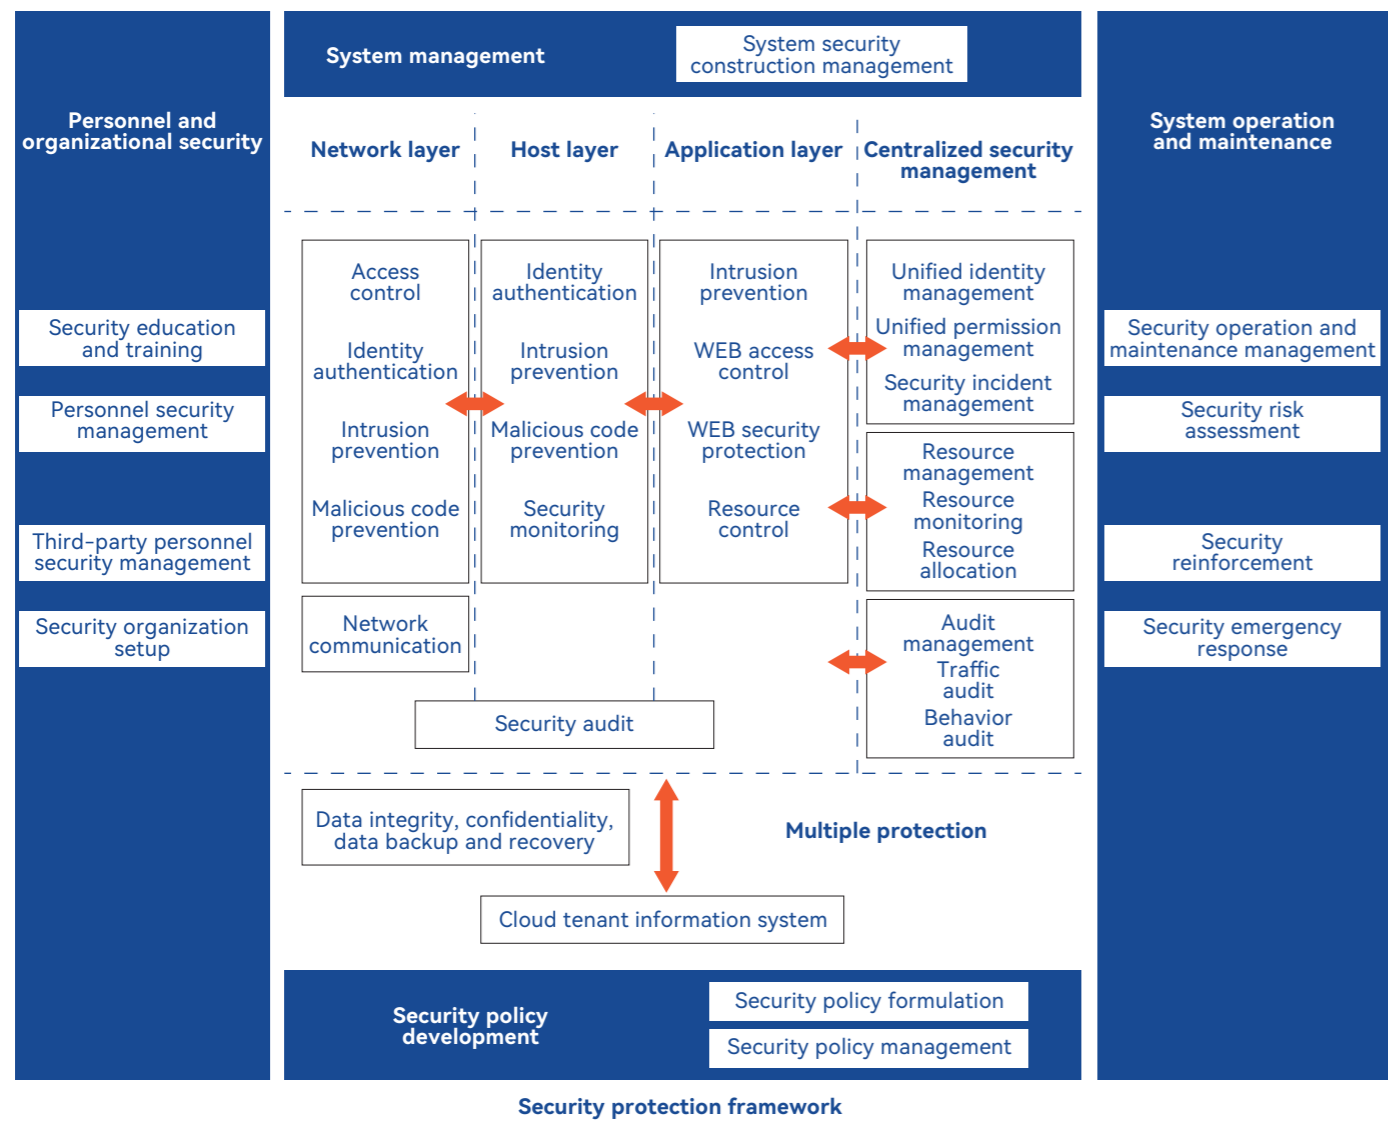 System management
System security
construction management
Personnel and
organizational security
Security education
and training
Personnel security
management
Third-party personnel
security management
Security organization
setup
Network layer
Host layer
Application layer
Centralized security
management
Access
control
Identity
authentication
Intrusion
prevention
Malicious code
prevention
Network
communication
Identity
authentication
Intrusion
prevention
Malicious code
prevention
Security
monitoring
Intrusion
prevention
WEB access
control
WEB security
protection
Resource
control
Unified identity
management
Unified permission
management
Security incident
management
Resource
management
Resource
monitoring
Resource
allocation
Audit
management
Traffic
audit
Behavior
audit
Security audit
Data integrity, confidentiality,
data backup and recovery
Multiple protection
Cloud tenant information system
System operation
and maintenance
Security operation and
maintenance management
Security risk
assessment
Security
reinforcement
Security emergency
response
Security policy
development
Security policy formulation
Security policy management
Security protection framework